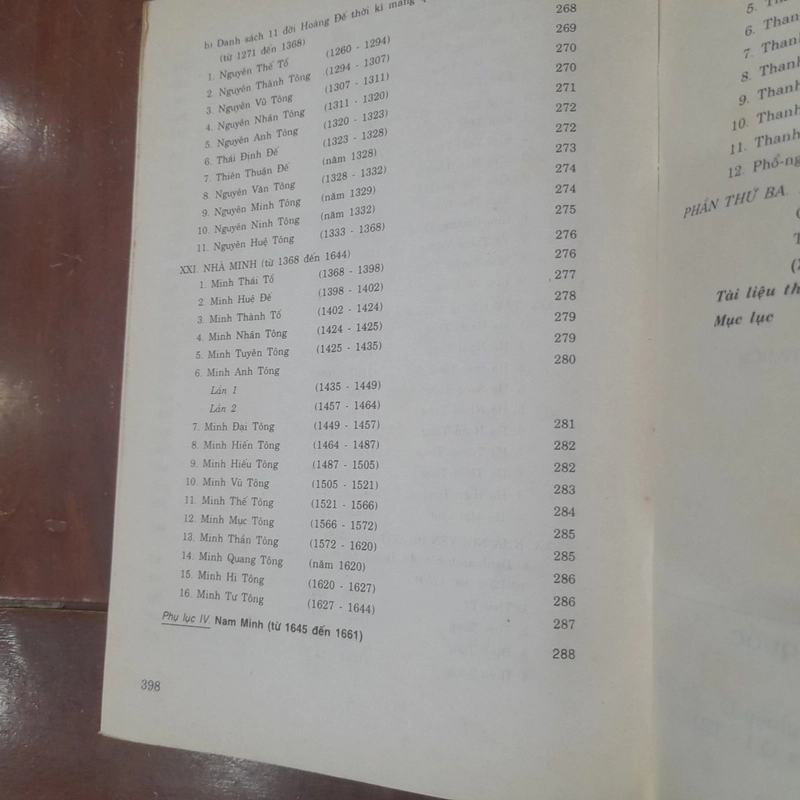 b) Danh sách 11 đời Hoàng Đế thời kì mang
(từ 1271 đến 1368) 268
1. Nguyên Thế Tổ (1260 - 1294) 269
2. Nguyên Thành Tông (1294 - 1307) 270
3. Nguyên Vũ Tông (1307 - 1311) 270
4. Nguyên Nhân Tông (1311 - 1320) 271
5. Nguyên Anh Tông (1320 - 1323) 272
6. Thái Định Đế (1323 - 1328) 272
7. Thiên Thuận Đế (năm 1328) 273
8. Nguyên Văn Tông (1328 - 1332) 274
9. Nguyên Minh Tông (năm 1329) 274
10. Nguyên Ninh Tông (năm 1332) 275
11. Nguyên Huệ Tông (1333 - 1368) 276
XXI. NHÀ MINH (từ 1368 đến 1644) 276
1. Minh Thái Tổ (1368 - 1398) 277
2. Minh Huệ Đế (1398 - 1402) 278
3. Minh Thành Tổ (1402 - 1424) 279
4. Minh Nhân Tông (1424 - 1425) 279
5. Minh Tuyên Tông (1425 - 1435) 280
6. Minh Anh Tông
Lần 1 (1435 - 1449)
Lần 2 (1457 - 1464)
7. Minh Đại Tông (1449 - 1457) 281
8. Minh Hiến Tông (1464 - 1487) 282
9. Minh Hiếu Tông (1487 - 1505) 282
10. Minh Vũ Tông (1505 - 1521) 283
11. Minh Thế Tông (1521 - 1566) 284
12. Minh Mục Tông (1566 - 1572) 285
13. Minh Thần Tông (1572 - 1620) 285
14. Minh Quang Tông (năm 1620) 286
15. Minh Hi Tông (1620 - 1627) 286
16. Minh Tư Tông (1627 - 1644) 287
Phụ lục IV Nam Minh (từ 1645 đến 1661) 288
398
5.
6. Tha
7. Thanh
8. Thanh
9. Thanh
10. Thanh
11. Thanh
12. Phổ-ng
PHẦN THỨ BA.
Tài liệu th
Mục lục